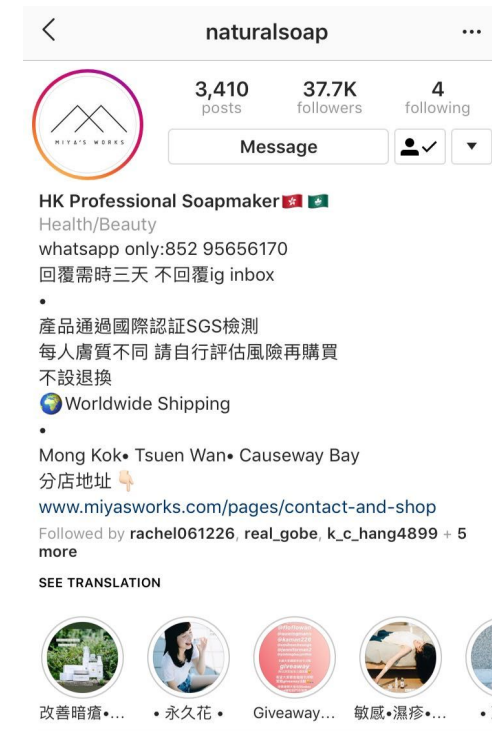 naturalsoap
3,410
37.7K
4
posts
followers
following
MIYA'S WORKS
Message
HK Professional Soapmaker🇭🇰 🇲🇴
Health/Beauty
whatsapp only:852 95656170
回覆需時三天 不回覆ig inbox
•
產品通過國際認証SGS檢測
每人膚質不同 請自行評估風險再購買
不設退換
🌍Worldwide Shipping
•
Mong Kok• Tsuen Wan• Causeway Bay
分店地址👇🏻
www.miyasworks.com/pages/contact-and-shop
Followed by rachel061226, real_gobe, k_c_hang4899 + 5
more
SEE TRANSLATION
giveaway
改善暗瘡•...
• 永久花 •
Giveaway...
敏感•濕疹•...
•